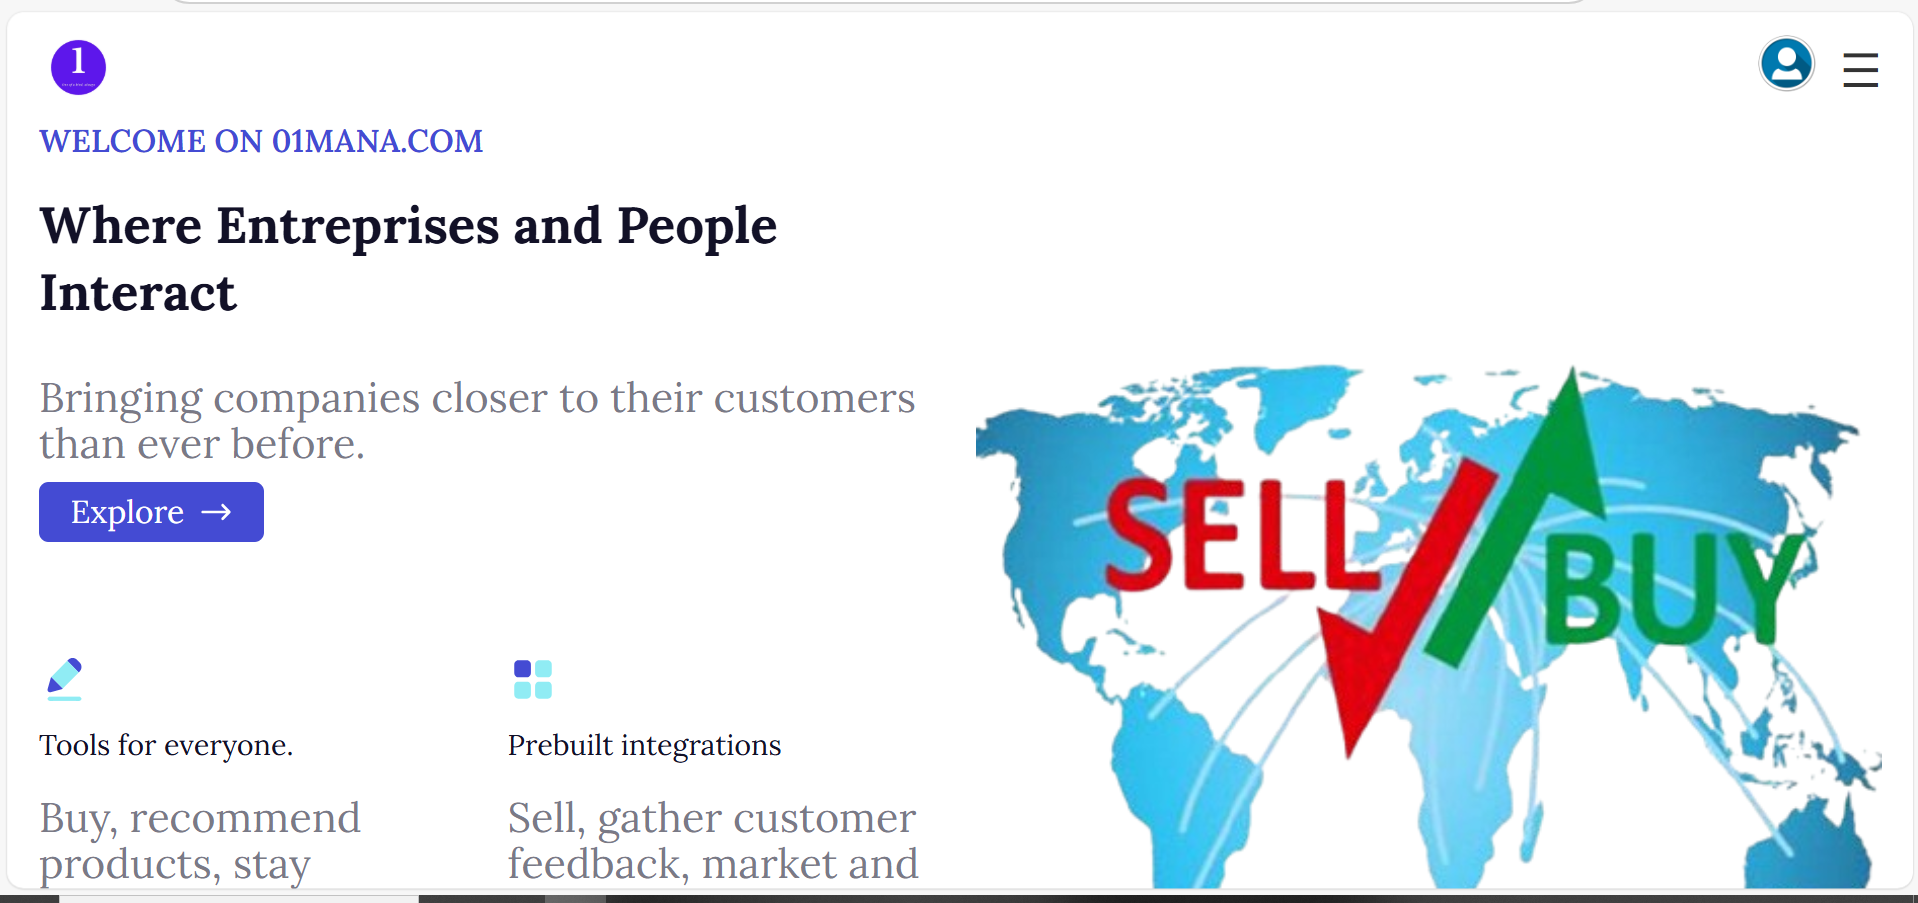 1
WELCOME ON 01MANA.COM
Where Entreprises and People
Interact
Bringing companies closer to their customers
than ever before.
Explore →
SELL
BUY
Tools for everyone.
Prebuilt integrations
Buy, recommend
products, stay
Sell, gather customer
feedback, market and